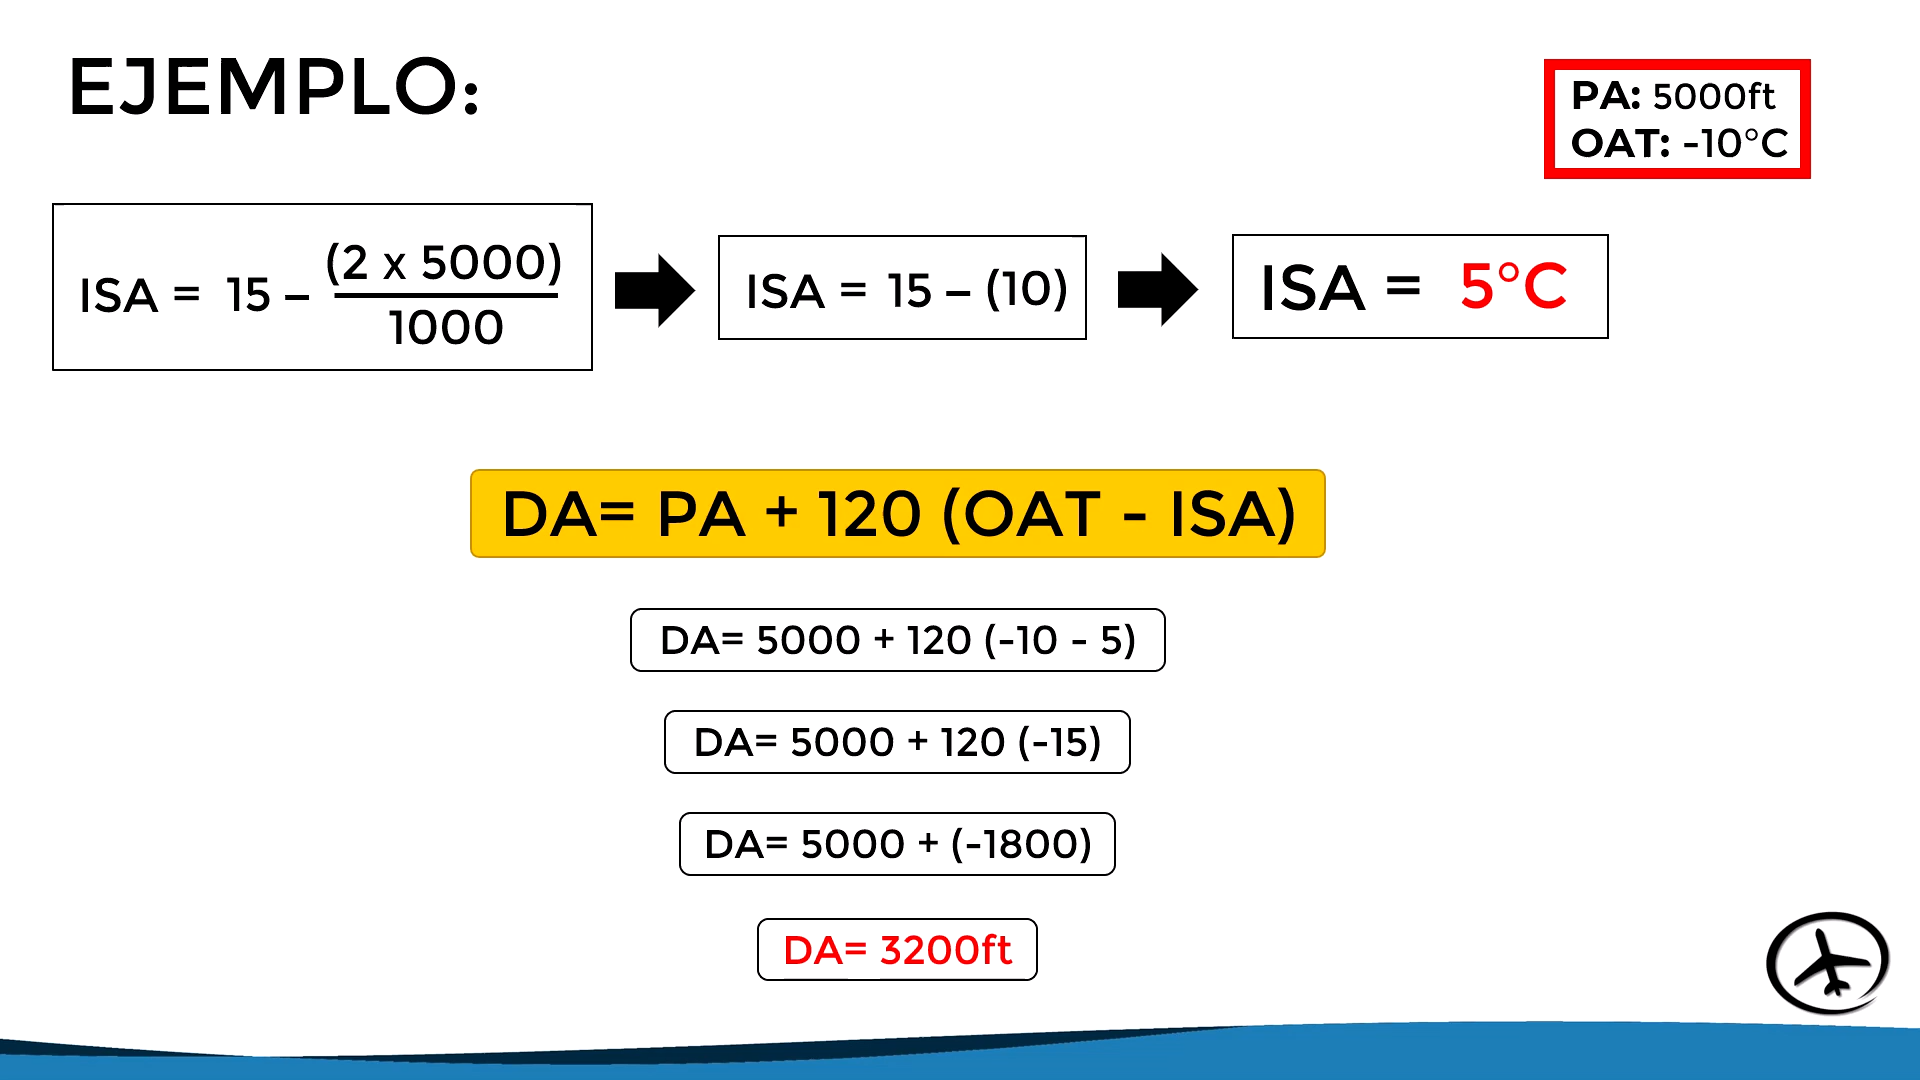 EJEMPLO:
PA: 5000ft
OAT: -10°C
ISA = 15 – (2 x 5000)
1000
ISA = 15 – (10)
ISA = 5°C
DA= PA + 120 (OAT - ISA)
DA= 5000 + 120 (-10 - 5)
DA= 5000 + 120 (-15)
DA= 5000 + (-1800)
DA= 3200ft